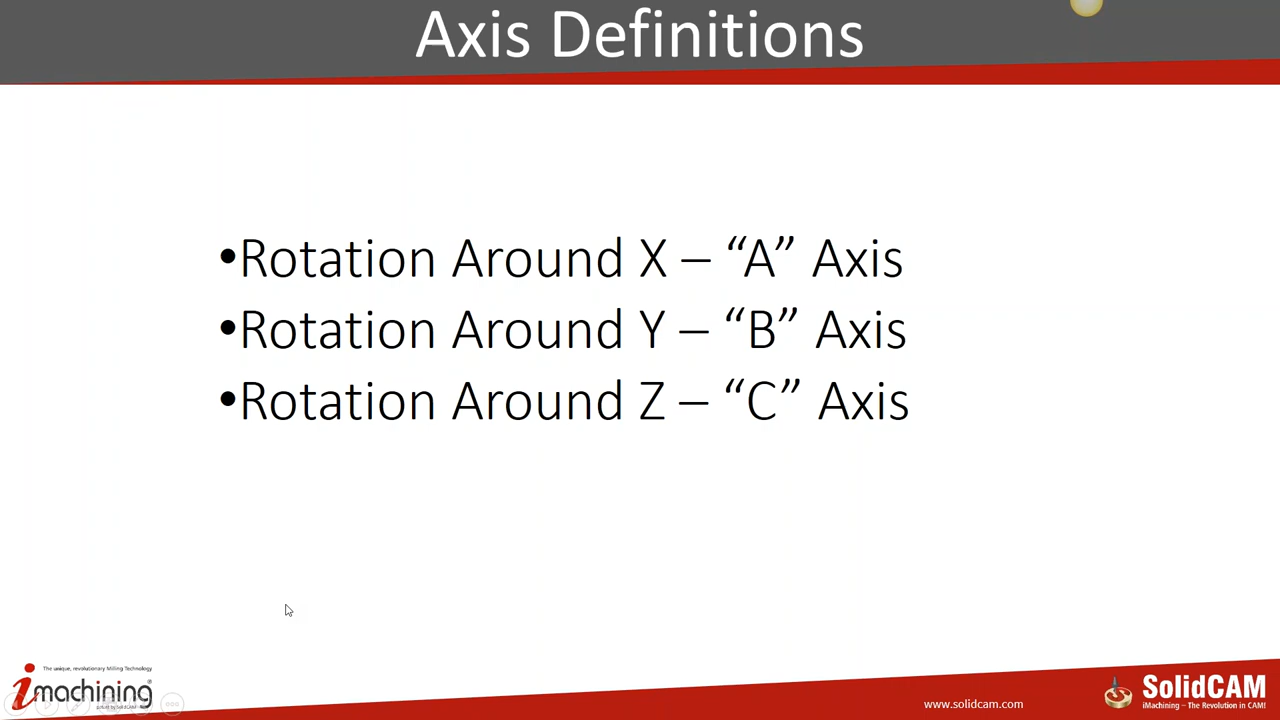 Axis Definitions
•Rotation Around X – “A” Axis
•Rotation Around Y – “B” Axis
•Rotation Around Z – “C” Axis
The unique, revolutionary Milling Technology
imachining®
www.solidcam.com
SolidCAM
iMachining – The Revolution in CAM!